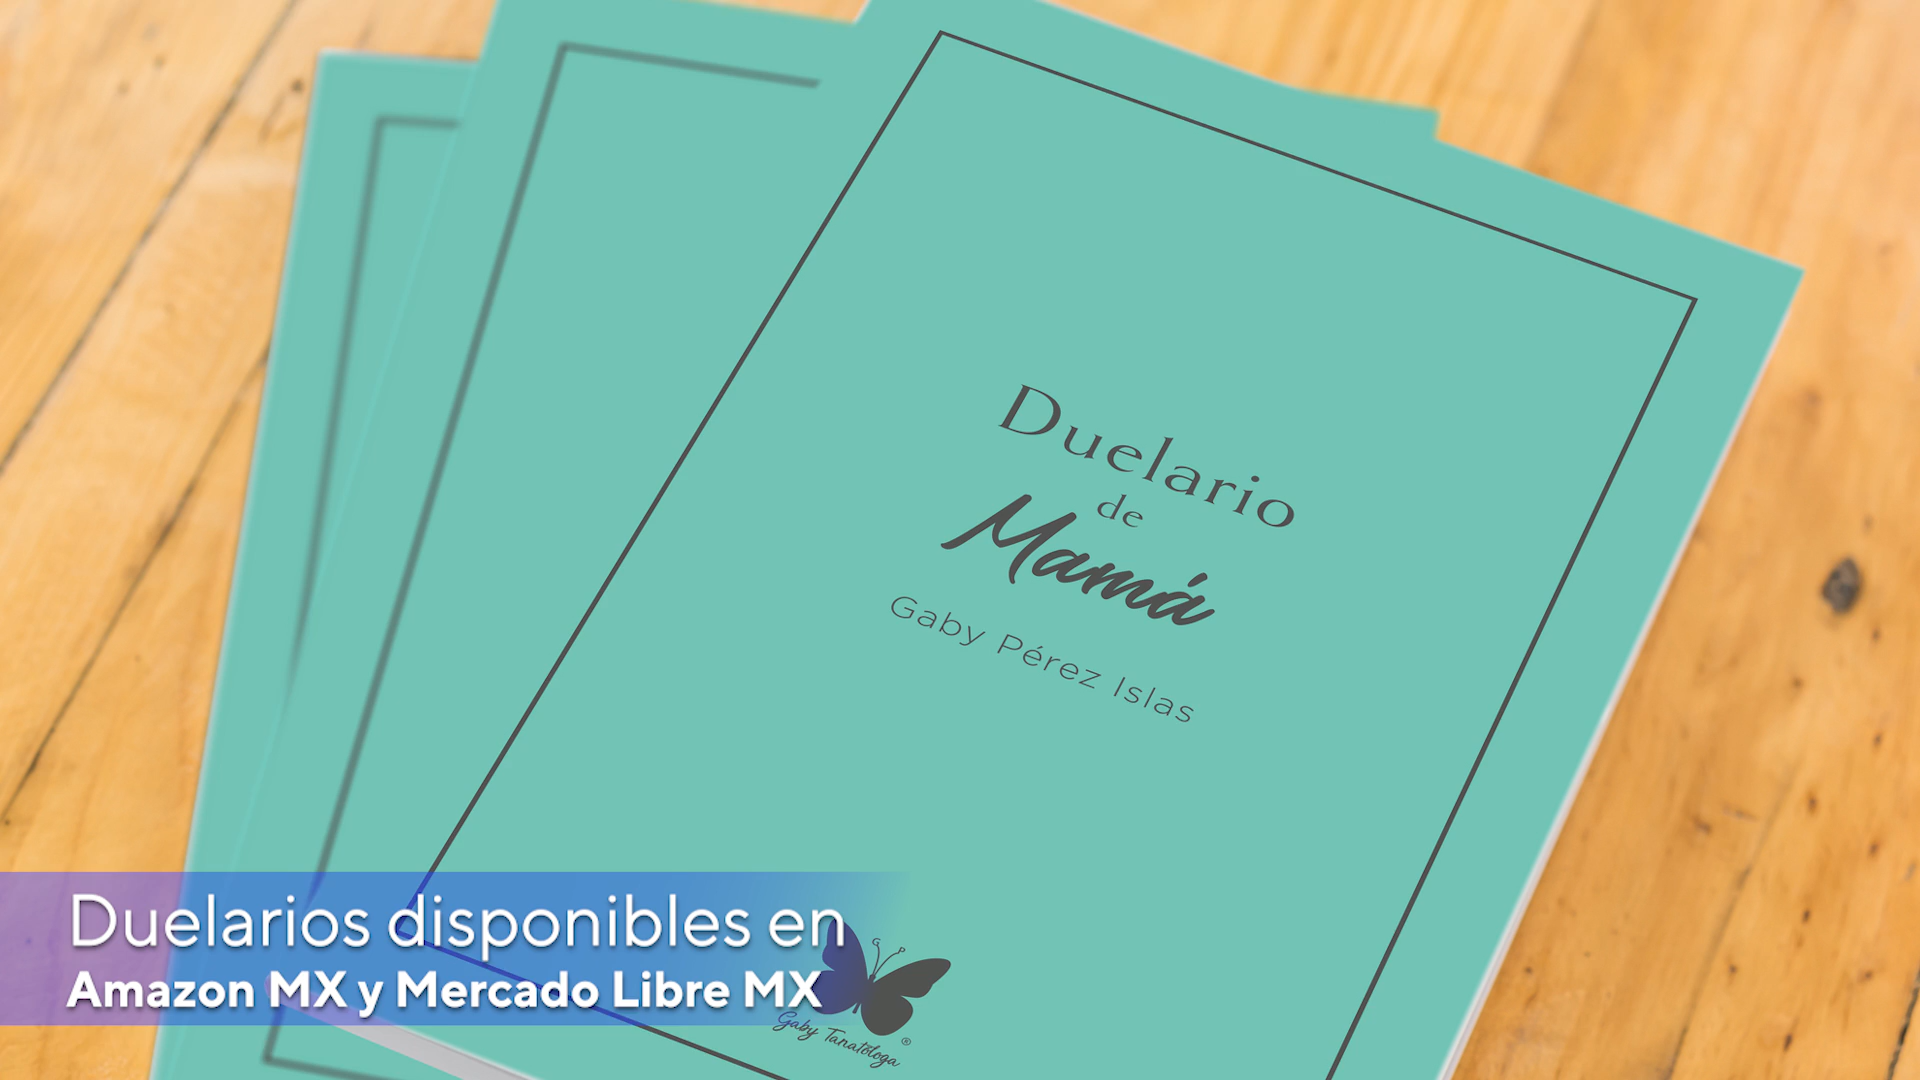 Duelario
de
Mamá
Gaby Pérez Islas
Duelarios disponibles en
Amazon MX y Mercado Libre MX
Gaby Tanatóloga ®